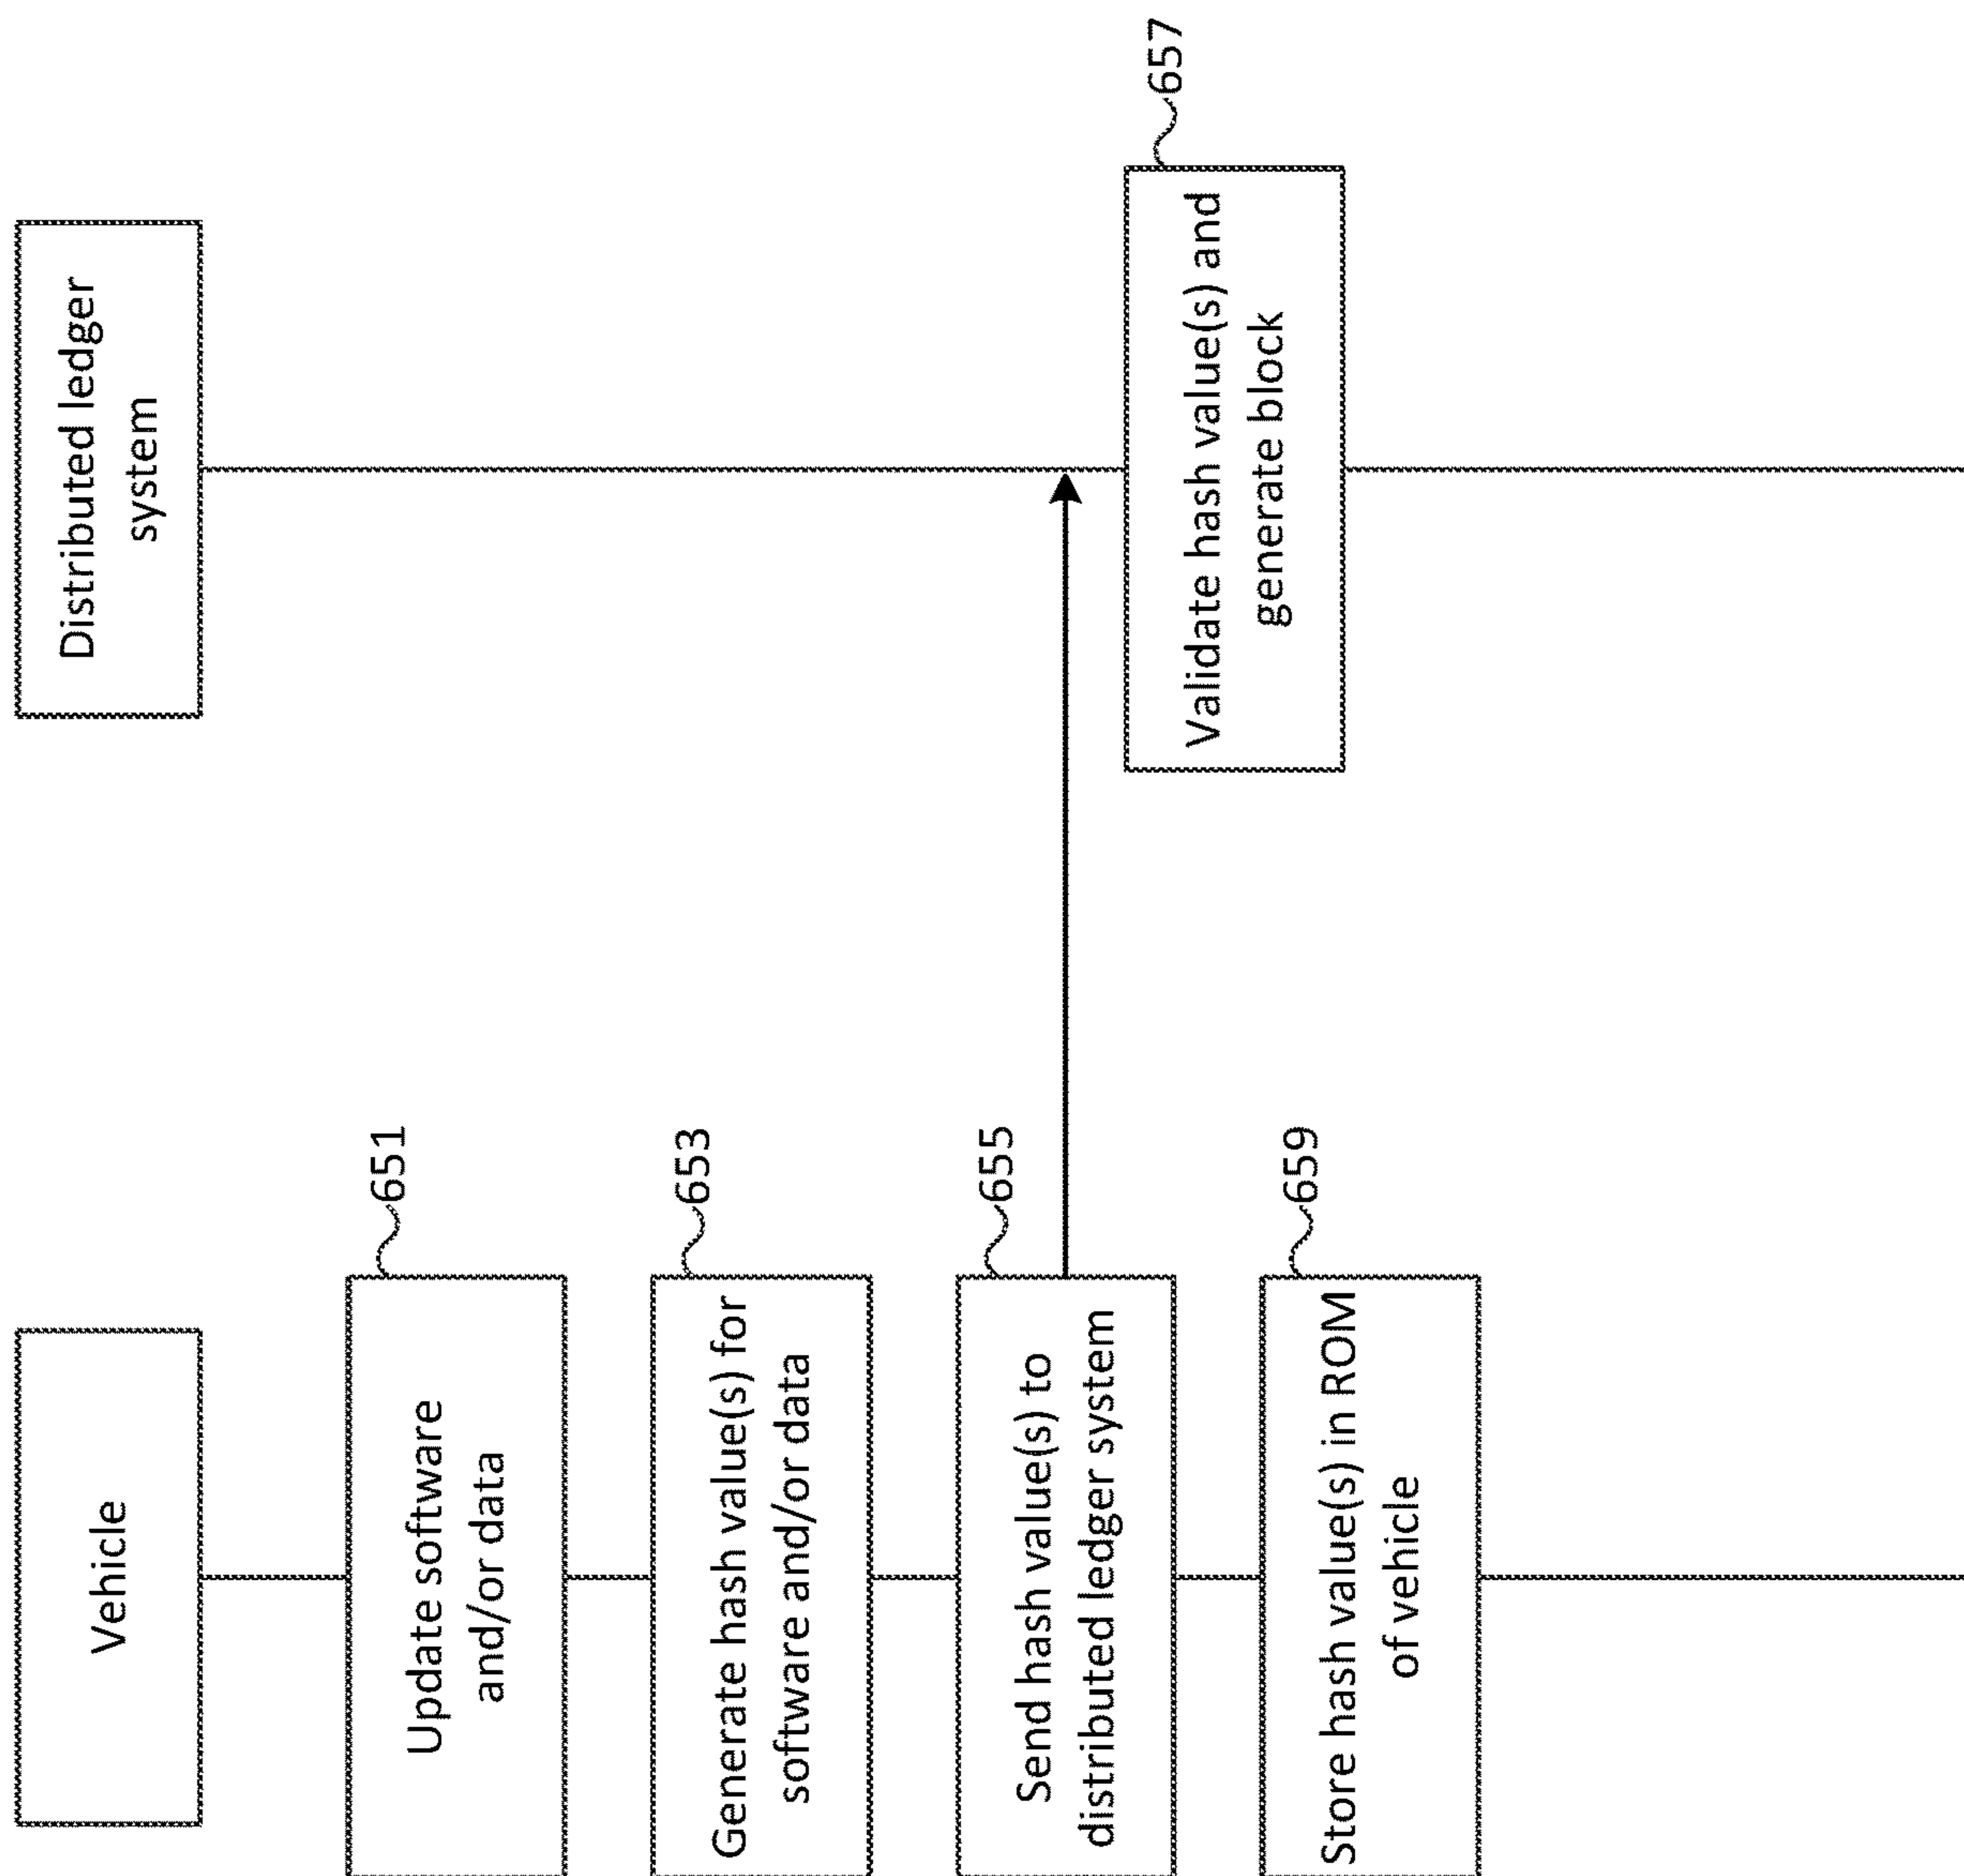 Vehicle
Distributed ledger
system
651
Update software
and/or data
653
Generate hash value(s) for
software and/or data
655
Send hash value(s) to
distributed ledger system
657
Validate hash value(s) and
generate block
659
Store hash value(s) in ROM
of vehicle